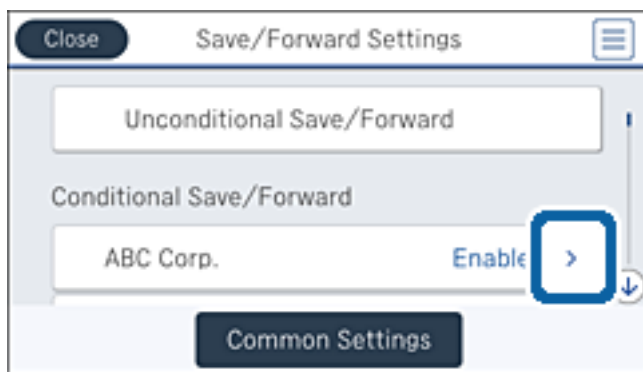 Close Save/Forward Settings
Unconditional Save/Forward
Conditional Save/Forward
ABC Corp. Enable >
Common Settings